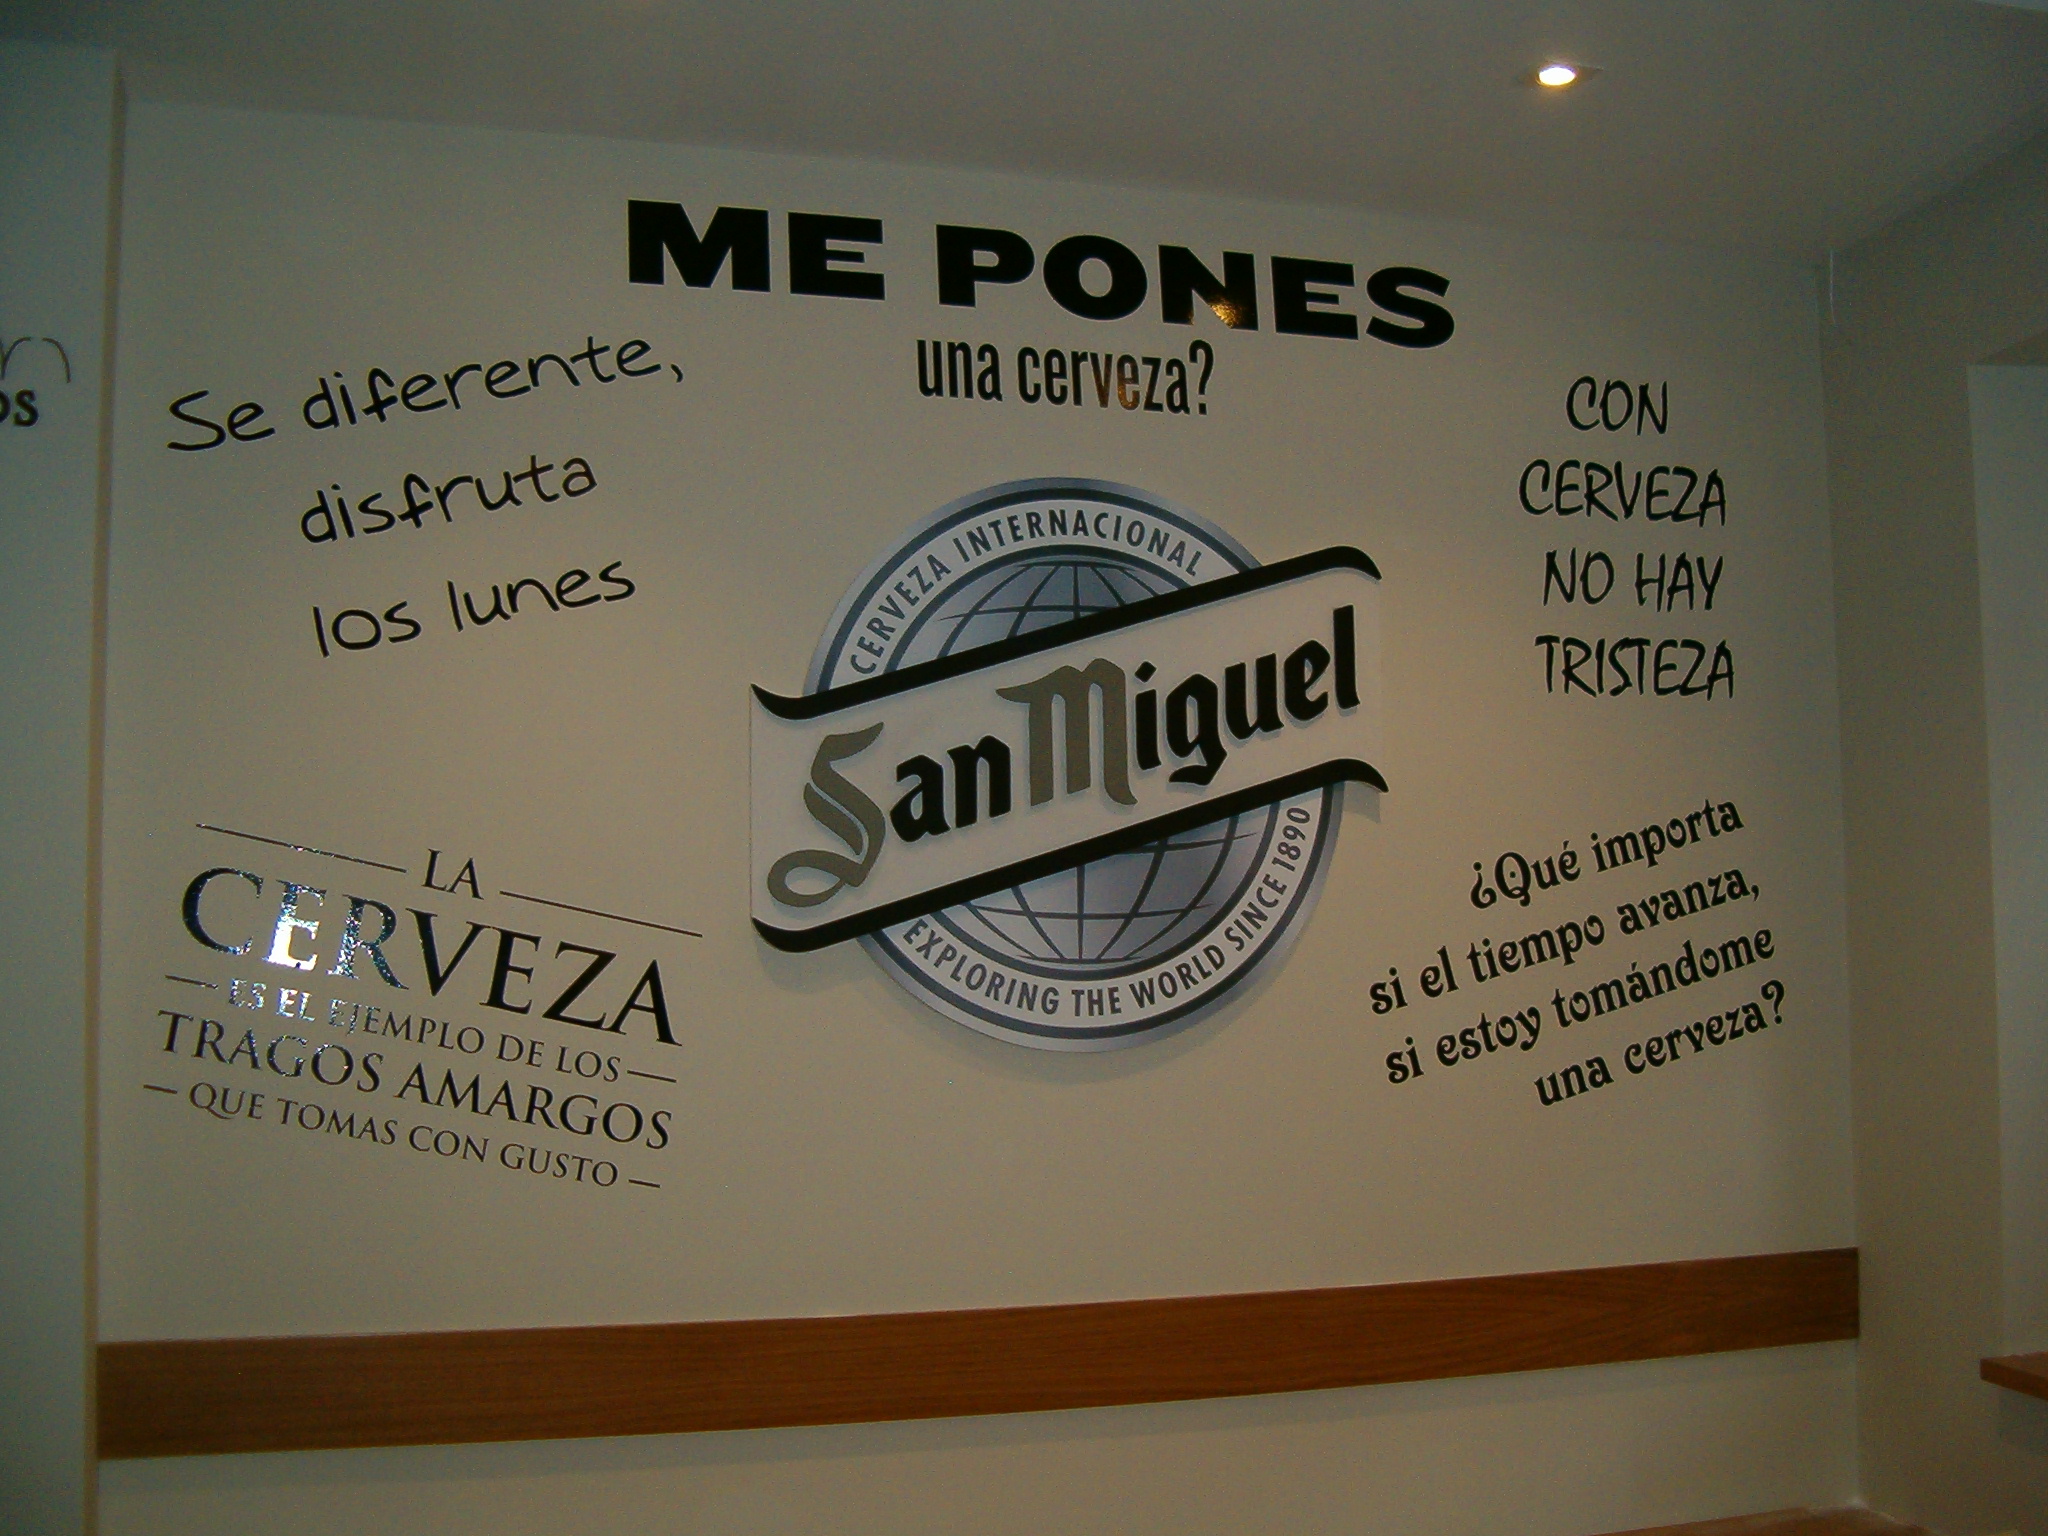 ME PONES
una cerveza?
Se diferente,
disfruta
los lunes
CON
CERVEZA
NO HAY
TRISTEZA
CERVEZA INTERNACIONAL
San Miguel
EXPLORING THE WORLD SINCE 1890
LA
CERVEZA
ES EL EJEMPLO DE LOS
TRAGOS AMARGOS
QUE TOMAS CON GUSTO
¿Qué importa
si el tiempo avanza,
si estoy tomándome
una cerveza?